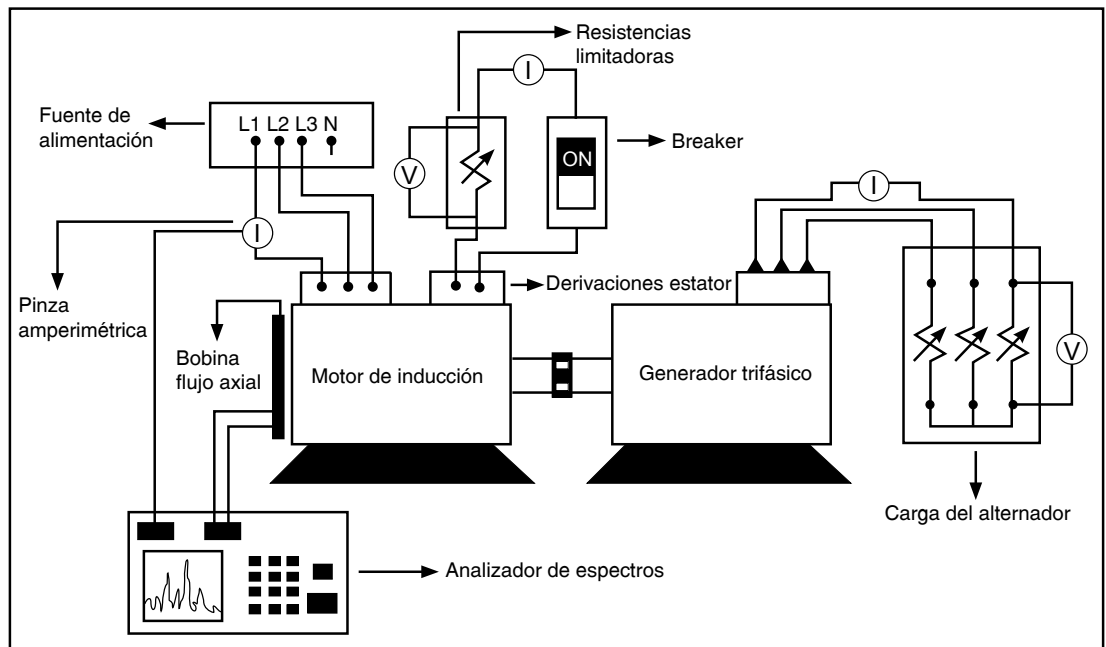 Resistencias
limitadoras
I
Fuente de
alimentación
L1 L2 L3 N
V
ON
Breaker
I
I
Pinza
amperimétrica
Derivaciones estator
Bobina
flujo axial
Motor de inducción
Generador trifásico
V
Carga del alternador
Analizador de espectros